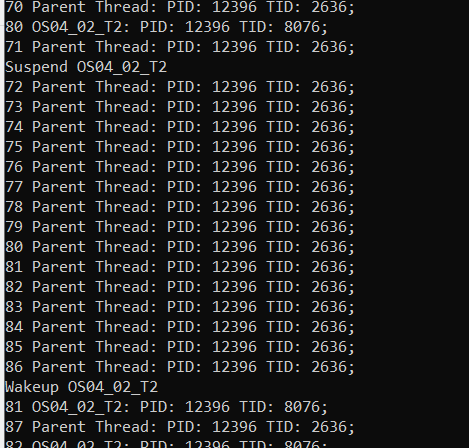 70 Parent Thread: PID: 12396 TID: 2636;
80 OS04_02_T2: PID: 12396 TID: 8076;
71 Parent Thread: PID: 12396 TID: 2636;
Suspend OS04_02_T2
72 Parent Thread: PID: 12396 TID: 2636;
73 Parent Thread: PID: 12396 TID: 2636;
74 Parent Thread: PID: 12396 TID: 2636;
75 Parent Thread: PID: 12396 TID: 2636;
76 Parent Thread: PID: 12396 TID: 2636;
77 Parent Thread: PID: 12396 TID: 2636;
78 Parent Thread: PID: 12396 TID: 2636;
79 Parent Thread: PID: 12396 TID: 2636;
80 Parent Thread: PID: 12396 TID: 2636;
81 Parent Thread: PID: 12396 TID: 2636;
82 Parent Thread: PID: 12396 TID: 2636;
83 Parent Thread: PID: 12396 TID: 2636;
84 Parent Thread: PID: 12396 TID: 2636;
85 Parent Thread: PID: 12396 TID: 2636;
86 Parent Thread: PID: 12396 TID: 2636;
Wakeup OS04_02_T2
81 OS04_02_T2: PID: 12396 TID: 8076;
87 Parent Thread: PID: 12396 TID: 2636;
82 OS04_02_T2: PID: 12396 TID: 8076;